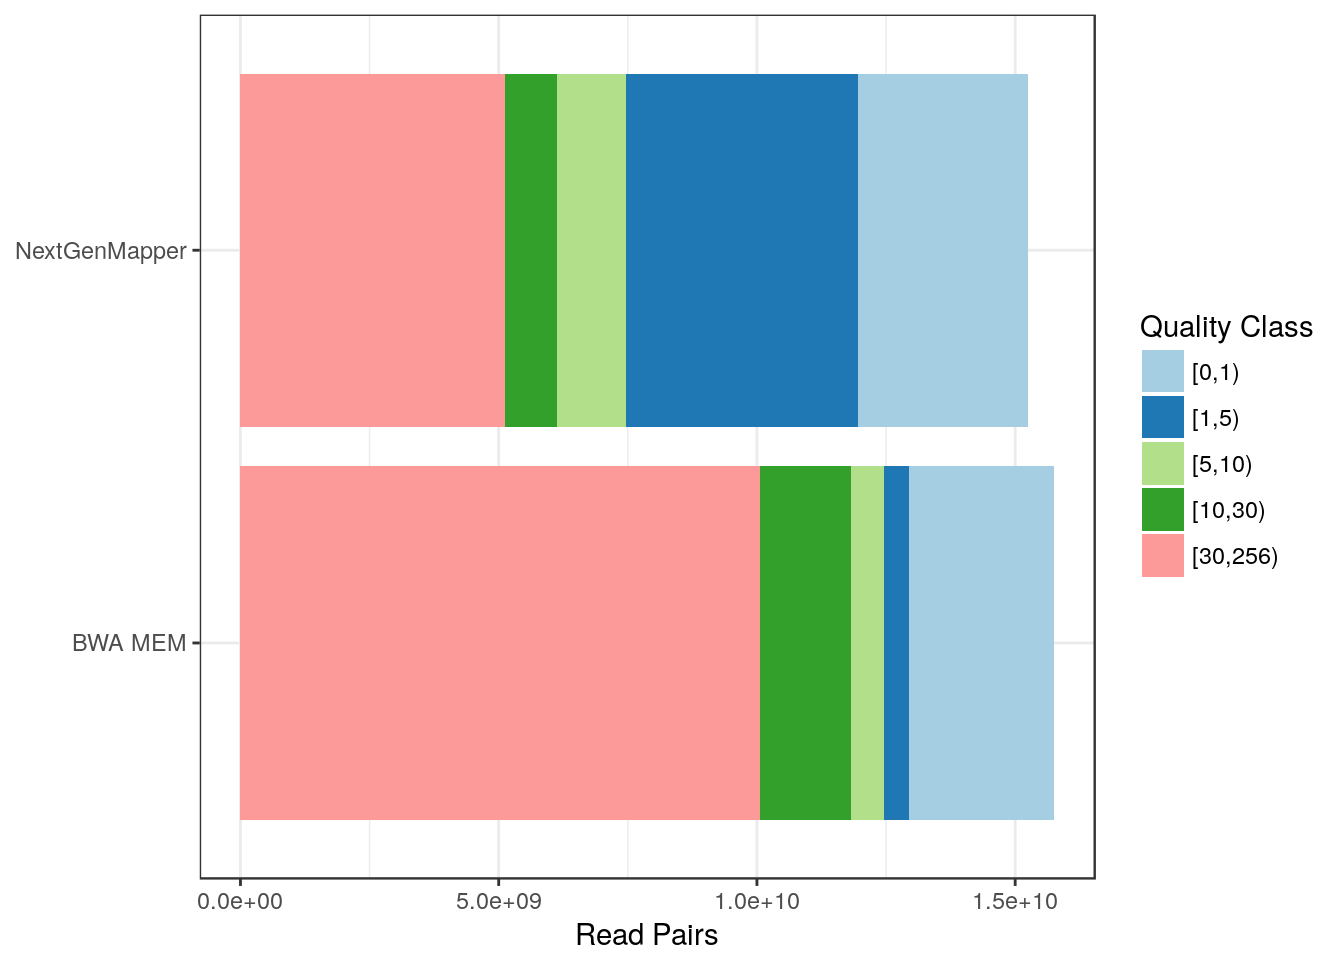 NextGenMapper
BWA MEM
0.0e+00 5.0e+09 1.0e+10 1.5e+10
Read Pairs
Quality Class
[0,1)
[1,5)
[5,10)
[10,30)
[30,256)